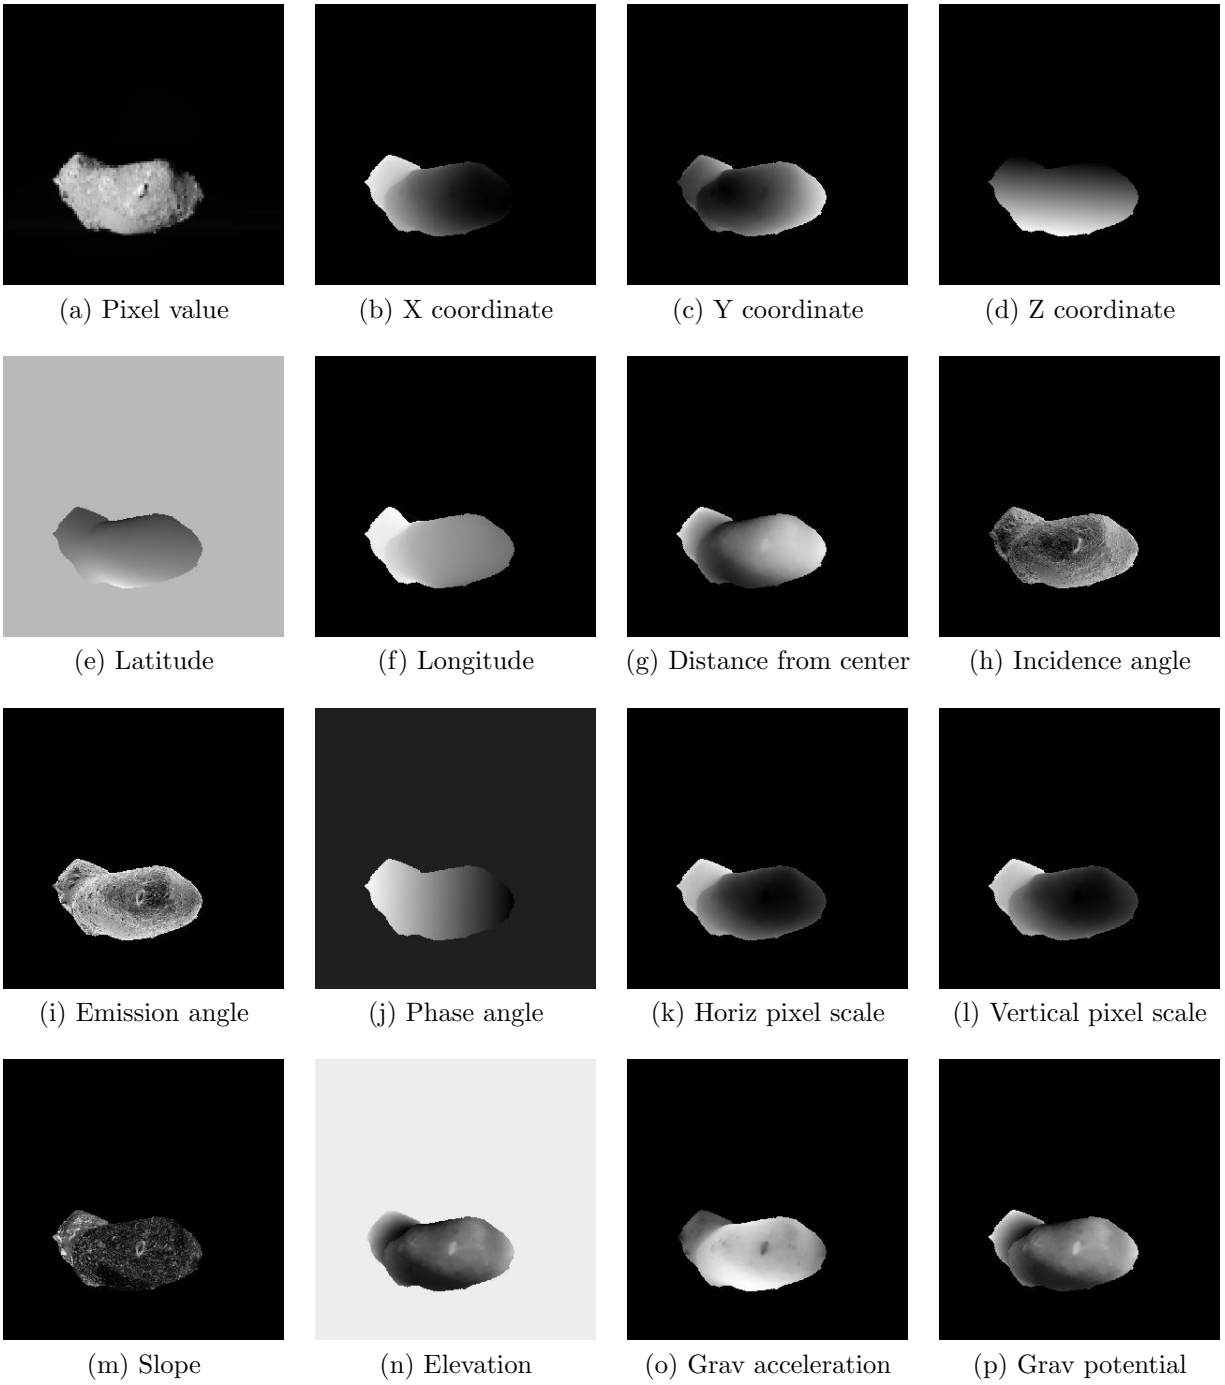 (a) Pixel value
(b) X coordinate
(c) Y coordinate
(d) Z coordinate
(e) Latitude
(f) Longitude
(g) Distance from center
(h) Incidence angle
(i) Emission angle
(j) Phase angle
(k) Horiz pixel scale
(l) Vertical pixel scale
(m) Slope
(n) Elevation
(o) Grav acceleration
(p) Grav potential